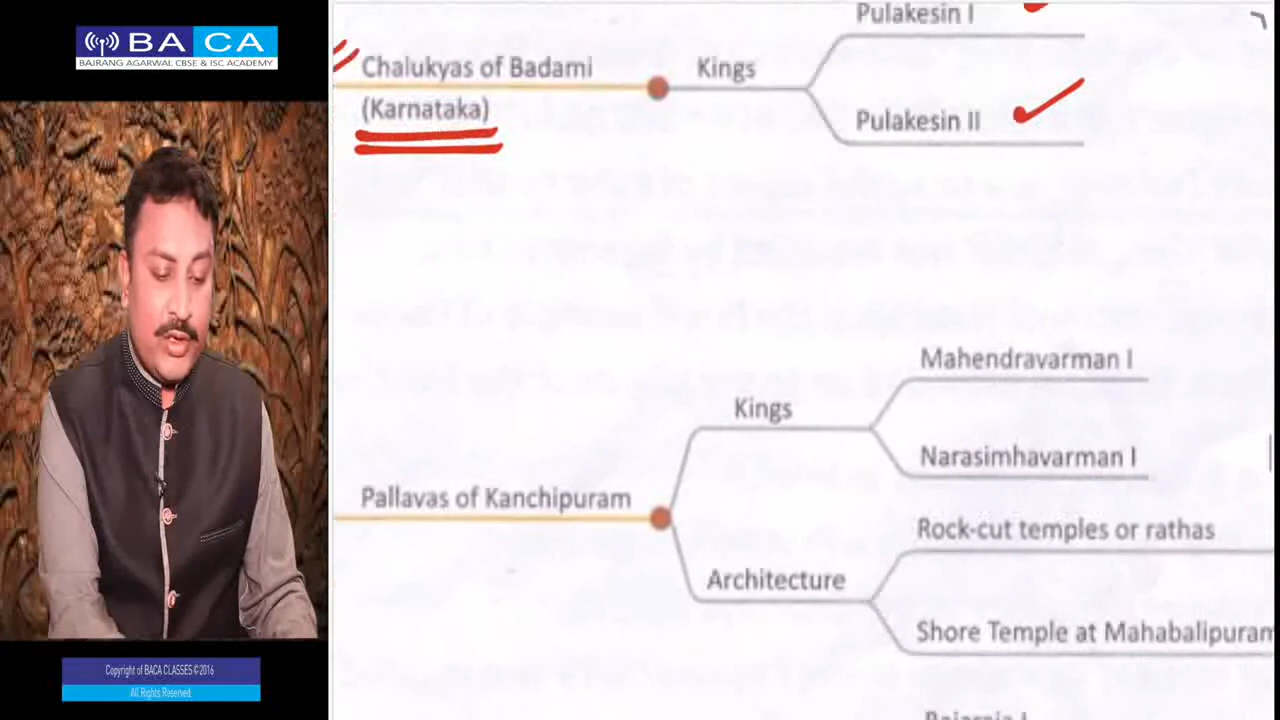 BACA
BAJRANG AGARWAL CBSE & ISC ACADEMY
Pulakesin I
Chalukyas of Badami
(Karnataka)
Kings
Pulakesin II
Pallavas of Kanchipuram
Kings
Mahendravarman I
Narasimhavarman I
Architecture
Rock-cut temples or rathas
Shore Temple at Mahabalipuram
Rajaraja I
Copyright of BACA CLASSES ©2016
All Rights Reserved.